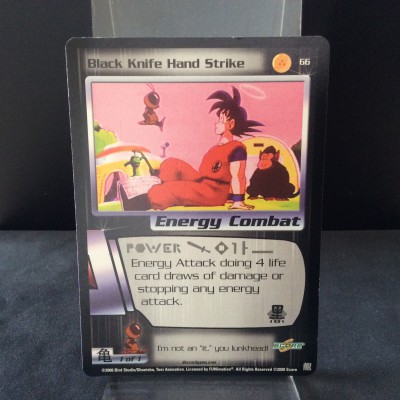 Black Knife Hand Strike 66
Energy Combat
POWER
Energy Attack doing 4 life
card draws of damage or
stopping any energy
attack.
亀
1 of 1
I'm not an "it," you lunkhead!
SCORE